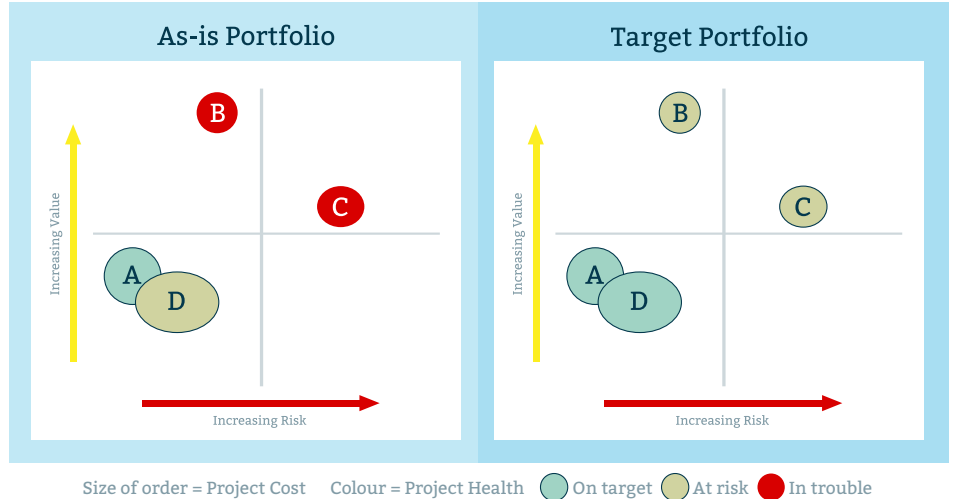 As-is Portfolio
B
C
A
D
Increasing Value
Increasing Risk
Target Portfolio
B
C
A
D
Increasing Value
Increasing Risk
Size of order = Project Cost Colour = Project Health On target At risk In trouble